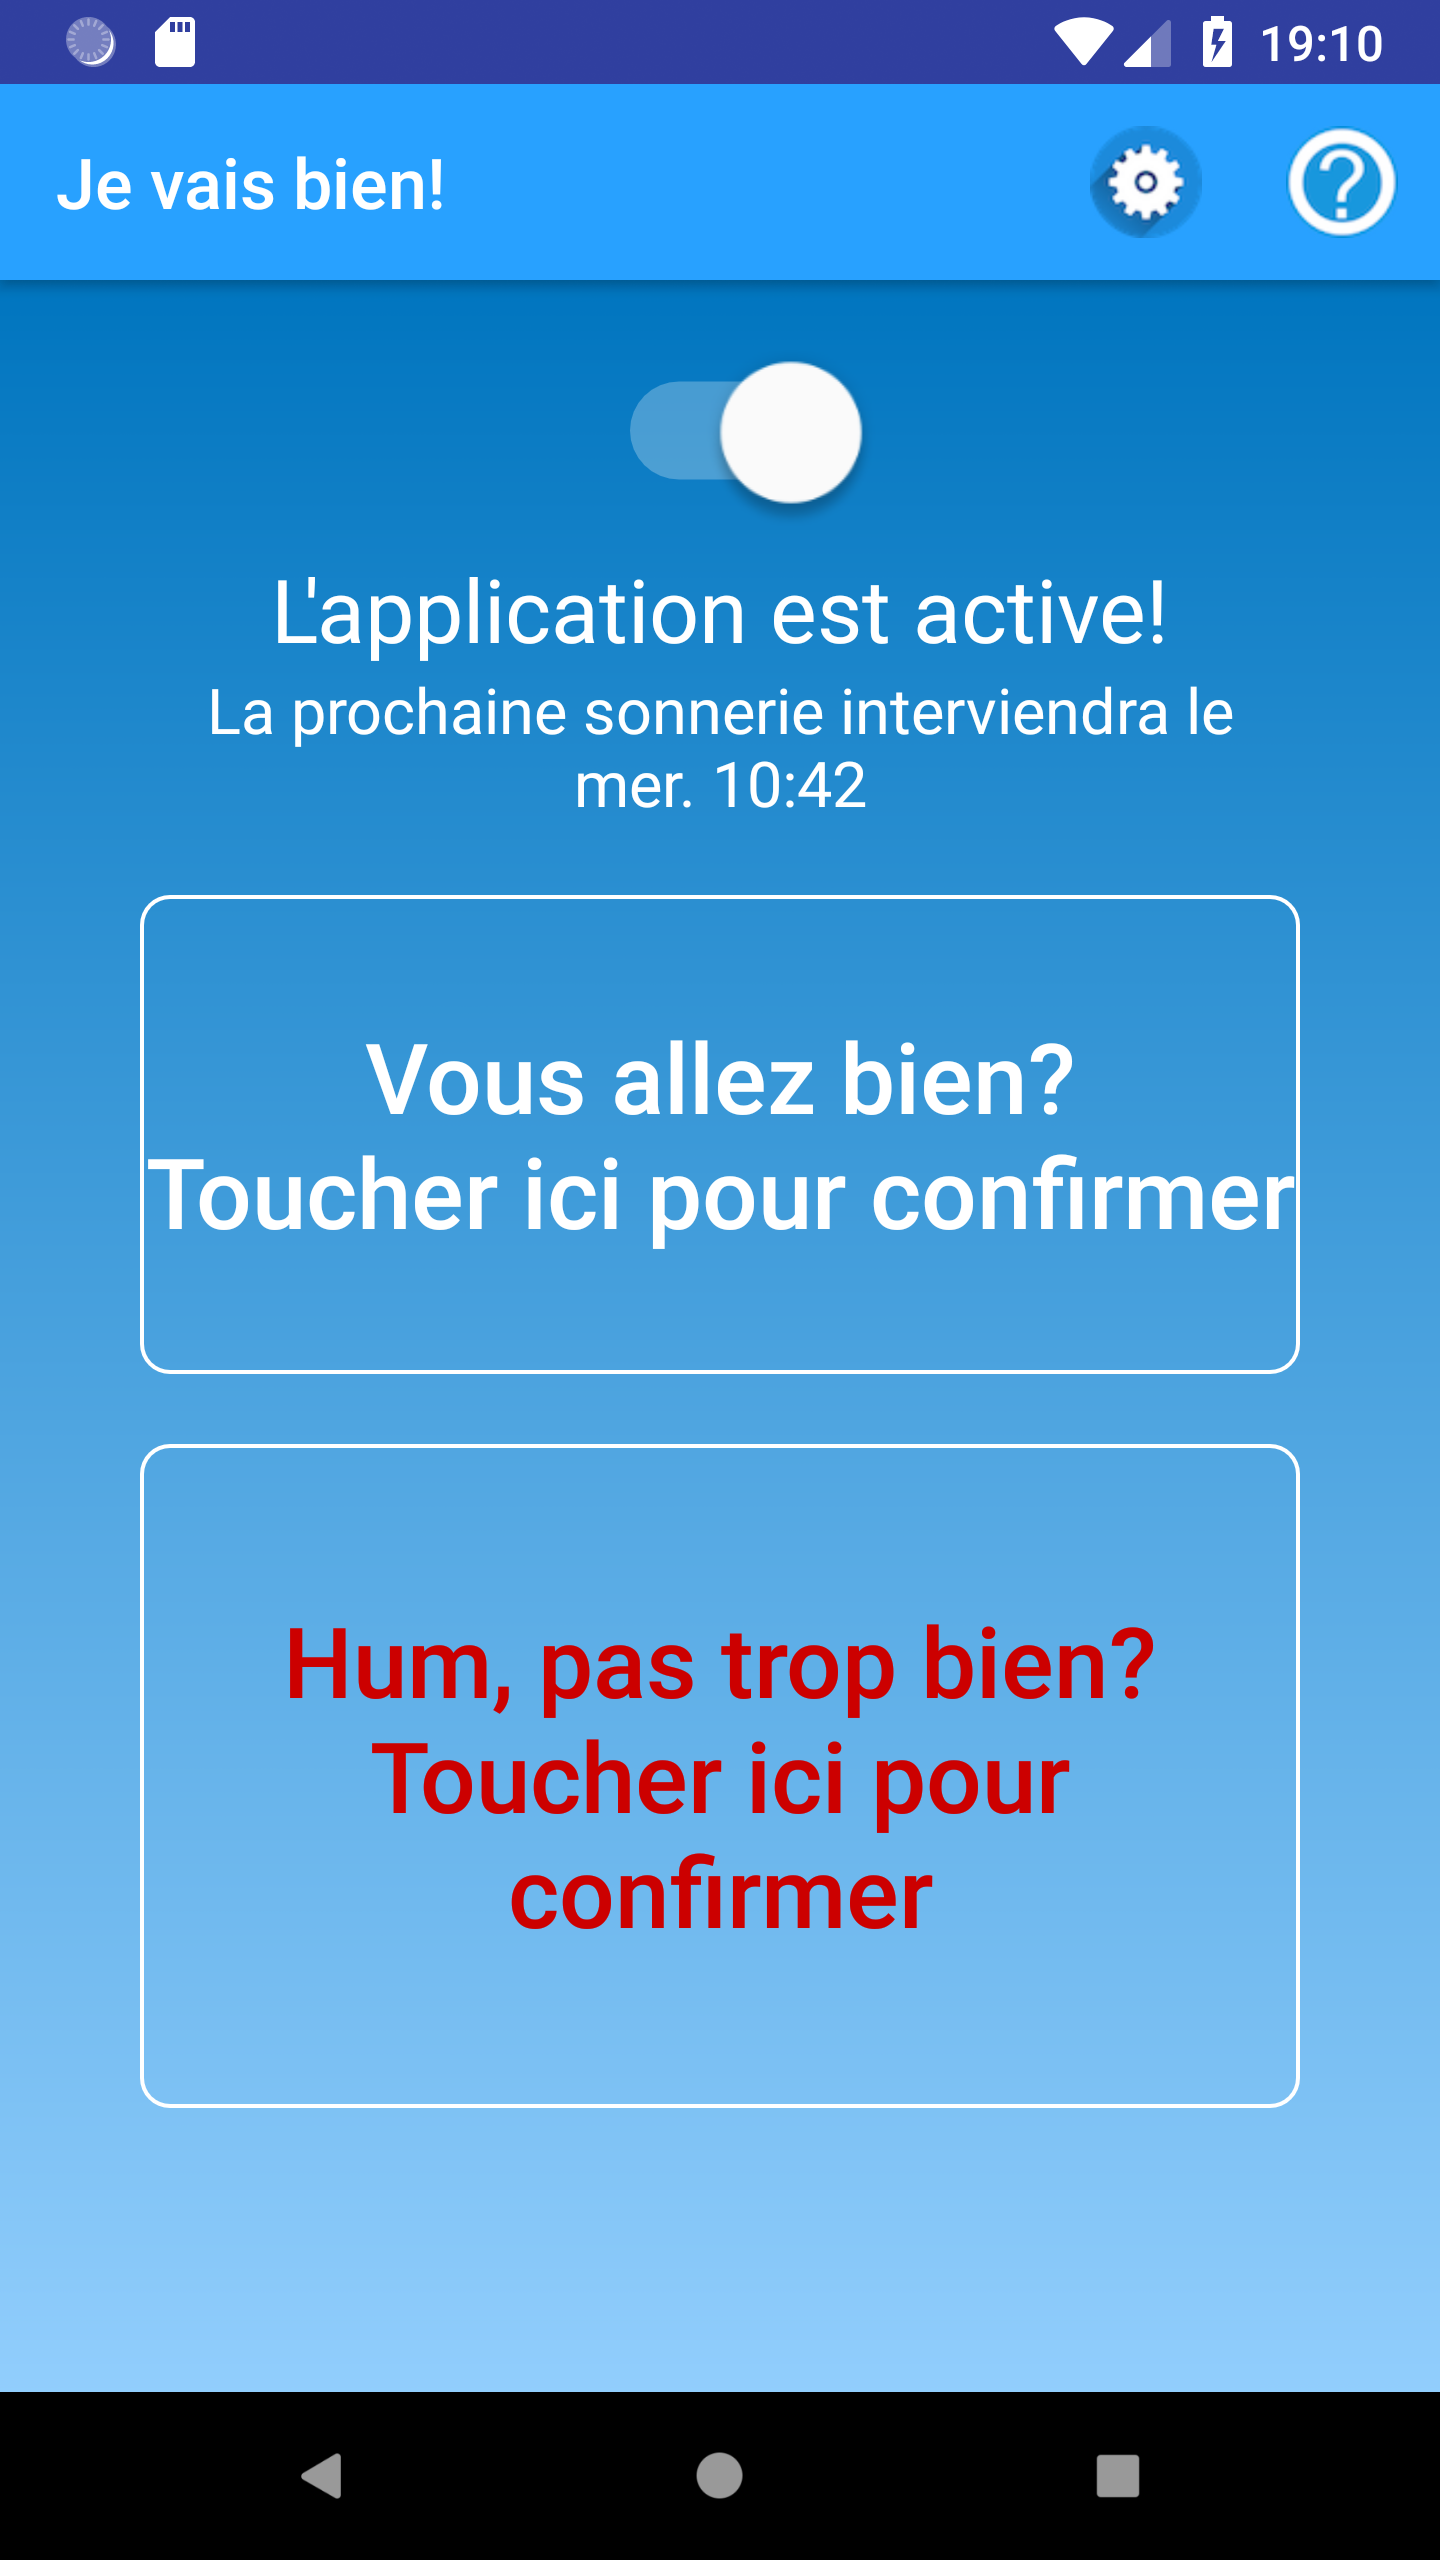 19:10
Je vais bien!
L'application est active!
La prochaine sonnerie interviendra le
mer. 10:42
Vous allez bien?
Toucher ici pour confirmer
Hum, pas trop bien?
Toucher ici pour
confirmer